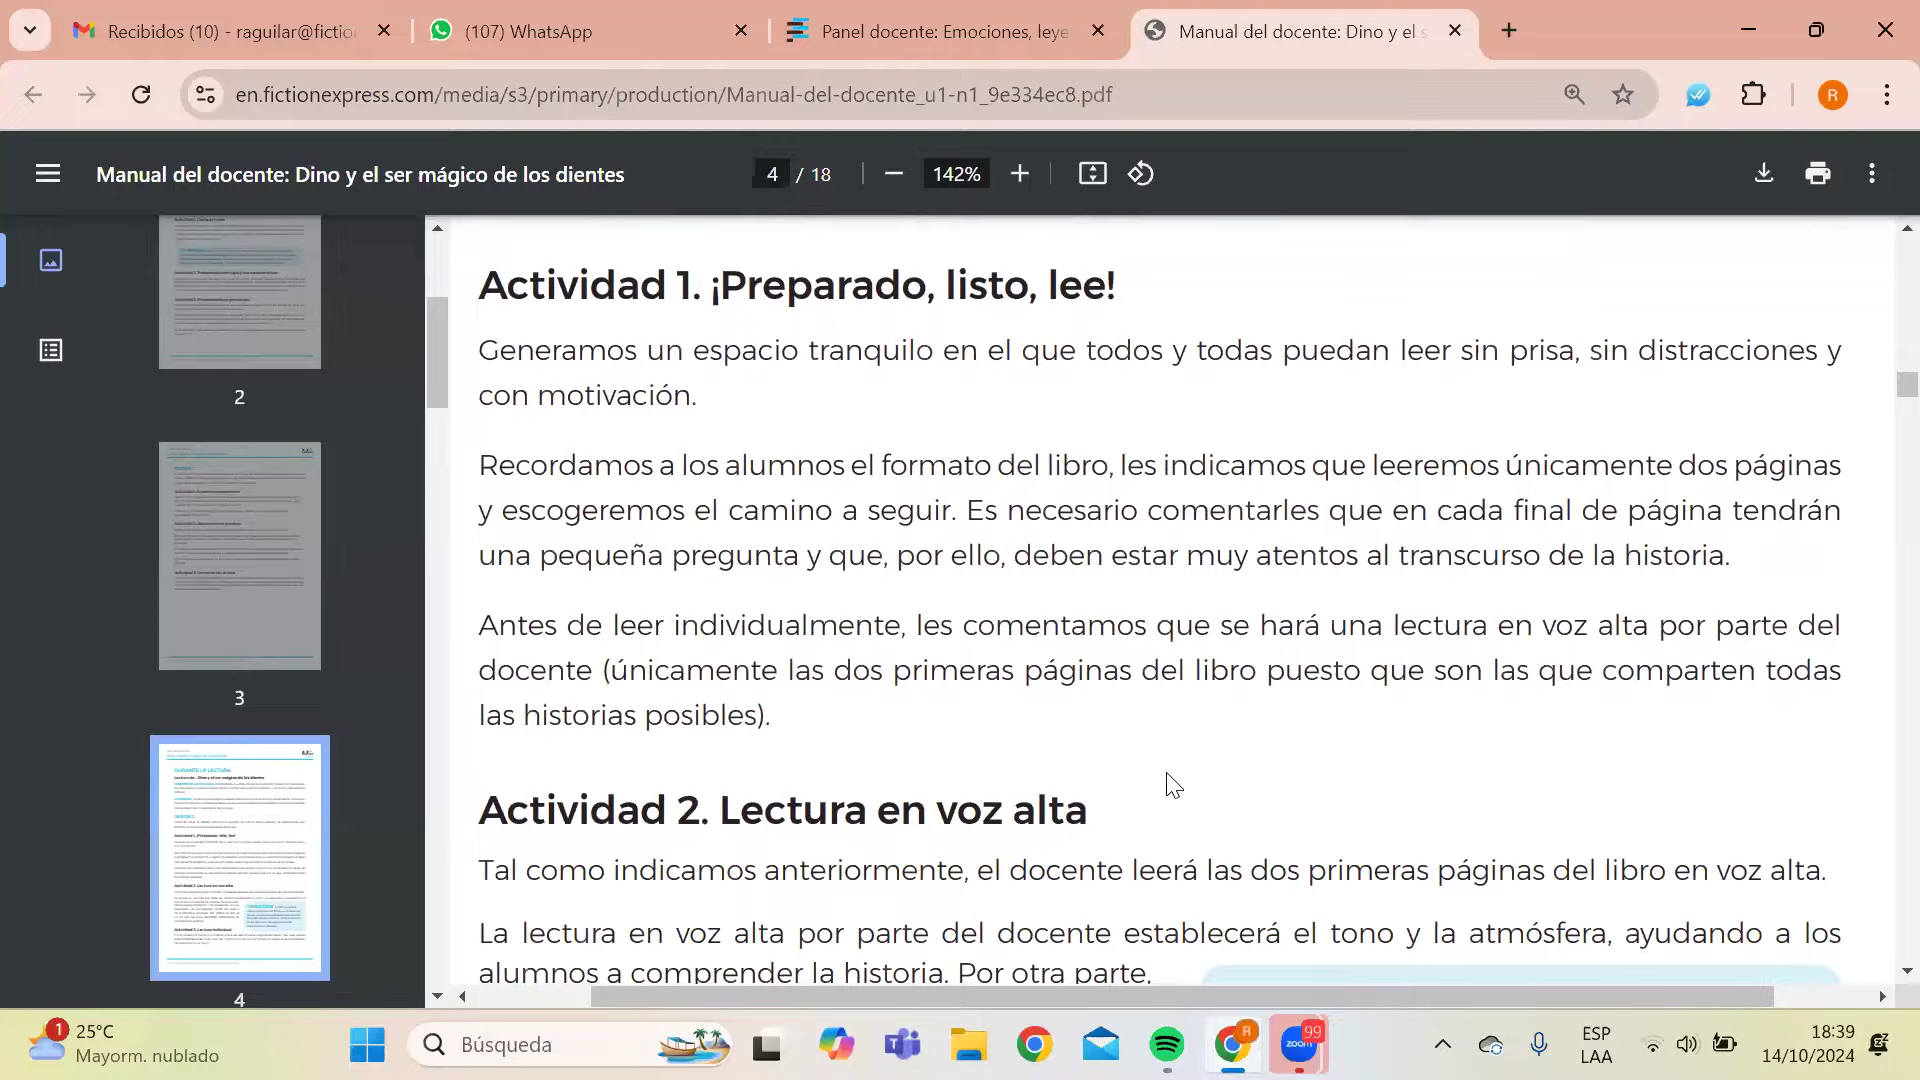 Recibidos (10) - raguilar@fictio
(107) WhatsApp
Panel docente: Emociones, leye
Manual del docente: Dino y el s
en.fictionexpress.com/media/s3/primary/production/Manual-del-docente_u1-n1_9e334ec8.pdf
R
Manual del docente: Dino y el ser mágico de los dientes
4 / 18
142%
2
3
4
Actividad 1. ¡Preparado, listo, lee!
Generamos un espacio tranquilo en el que todos y todas puedan leer sin prisa, sin distracciones y
con motivación.
Recordamos a los alumnos el formato del libro, les indicamos que leeremos únicamente dos páginas
y escogeremos el camino a seguir. Es necesario comentarles que en cada final de página tendrán
una pequeña pregunta y que, por ello, deben estar muy atentos al transcurso de la historia.
Antes de leer individualmente, les comentamos que se hará una lectura en voz alta por parte del
docente (únicamente las dos primeras páginas del libro puesto que son las que comparten todas
las historias posibles).
Actividad 2. Lectura en voz alta
Tal como indicamos anteriormente, el docente leerá las dos primeras páginas del libro en voz alta.
La lectura en voz alta por parte del docente establecerá el tono y la atmósfera, ayudando a los
alumnos a comprender la historia. Por otra parte,
1
25°C
Mayorm. nublado
Búsqueda
R
zoom
99
ESP
LAA
18:39
14/10/2024